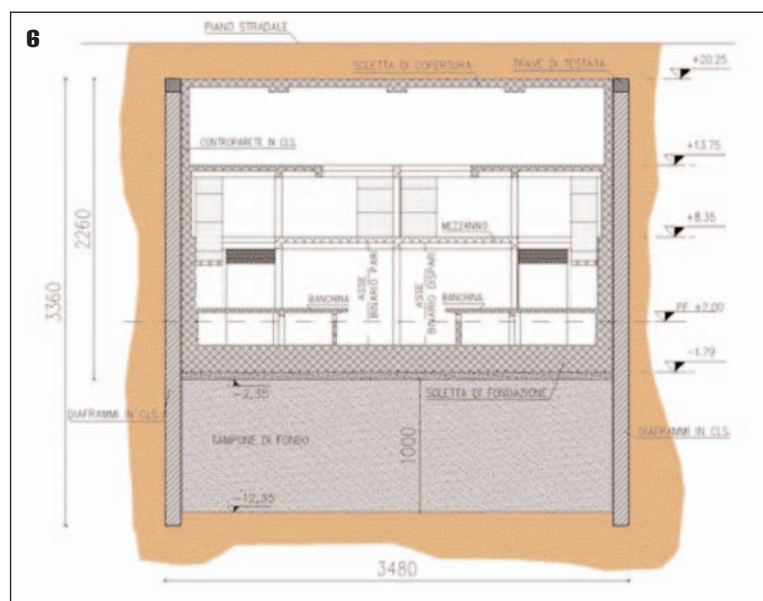 6
PIANO STRADALE
SOLETTA DI COPERTURA
TRAVE DI TESTATA
+20.25
CONTROPARETE IN CLS.
+13.75
+8.35
MEZZANINO
2260
3360
ASSE
BINARIO PARI
ASSE
BINARIO DISPARI
BANCHINA
BANCHINA
PF. +2.00
-1.79
-2.35
SOLETTA DI FONDAZIONE
DIAFRAMMI IN CLS.
TAMPONE DI FONDO
1000
DIAFRAMMI IN CLS.
-12.35
3480